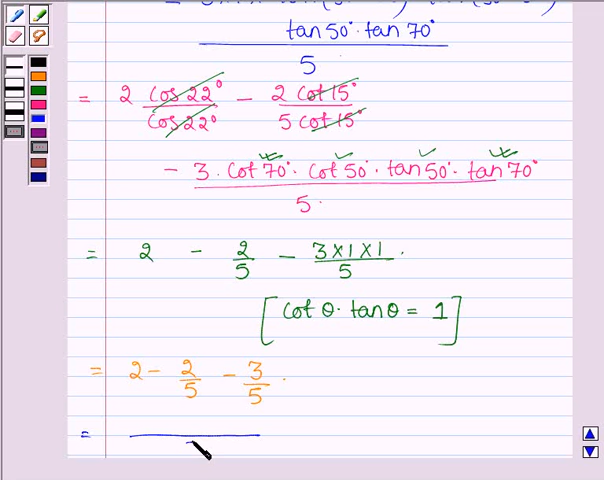 tan 50° · tan 70°
5
= 2 cos 22° / cos 22° − 2 cot 15° / 5 cot 15°
− 3 · cot 70° · cot 50° · tan 50° · tan 70°
5
= 2 − 2/5 − 3×1×1/5 .
[cot θ · tan θ = 1]
= 2 − 2/5 − 3/5 .
=